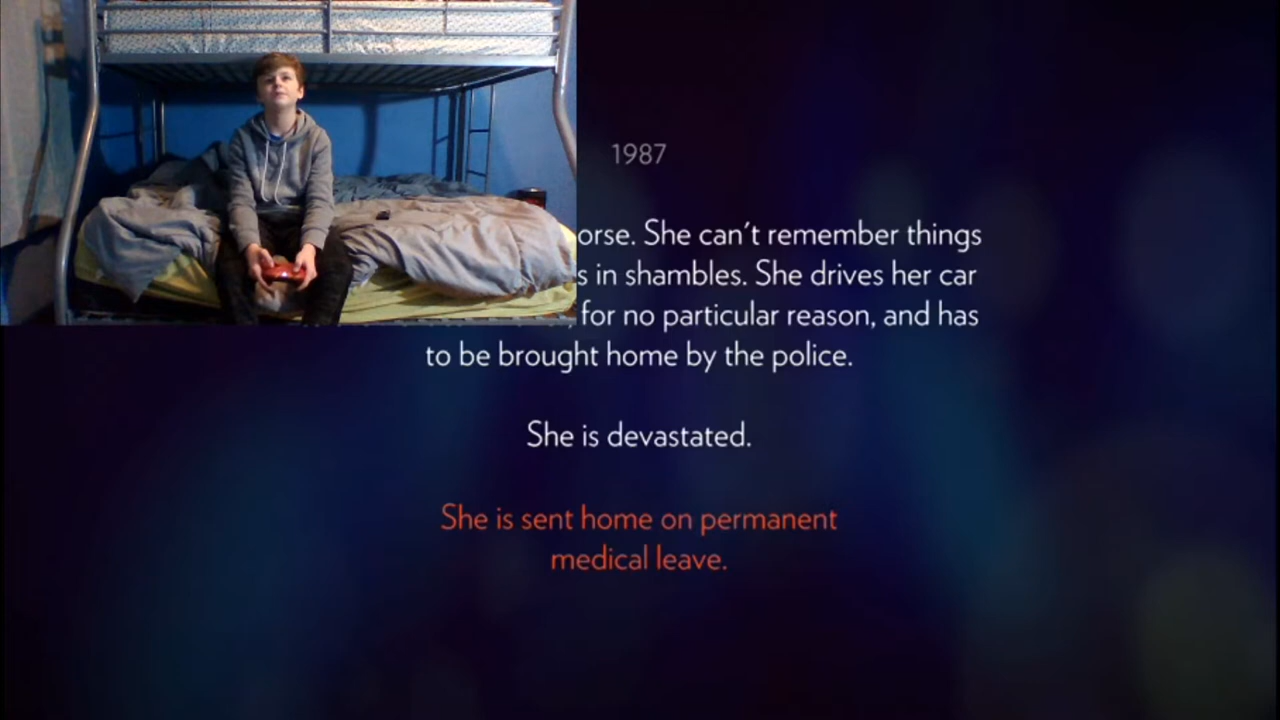 1987
orse. She can't remember things
s in shambles. She drives her car
for no particular reason, and has
to be brought home by the police.
She is devastated.
She is sent home on permanent
medical leave.